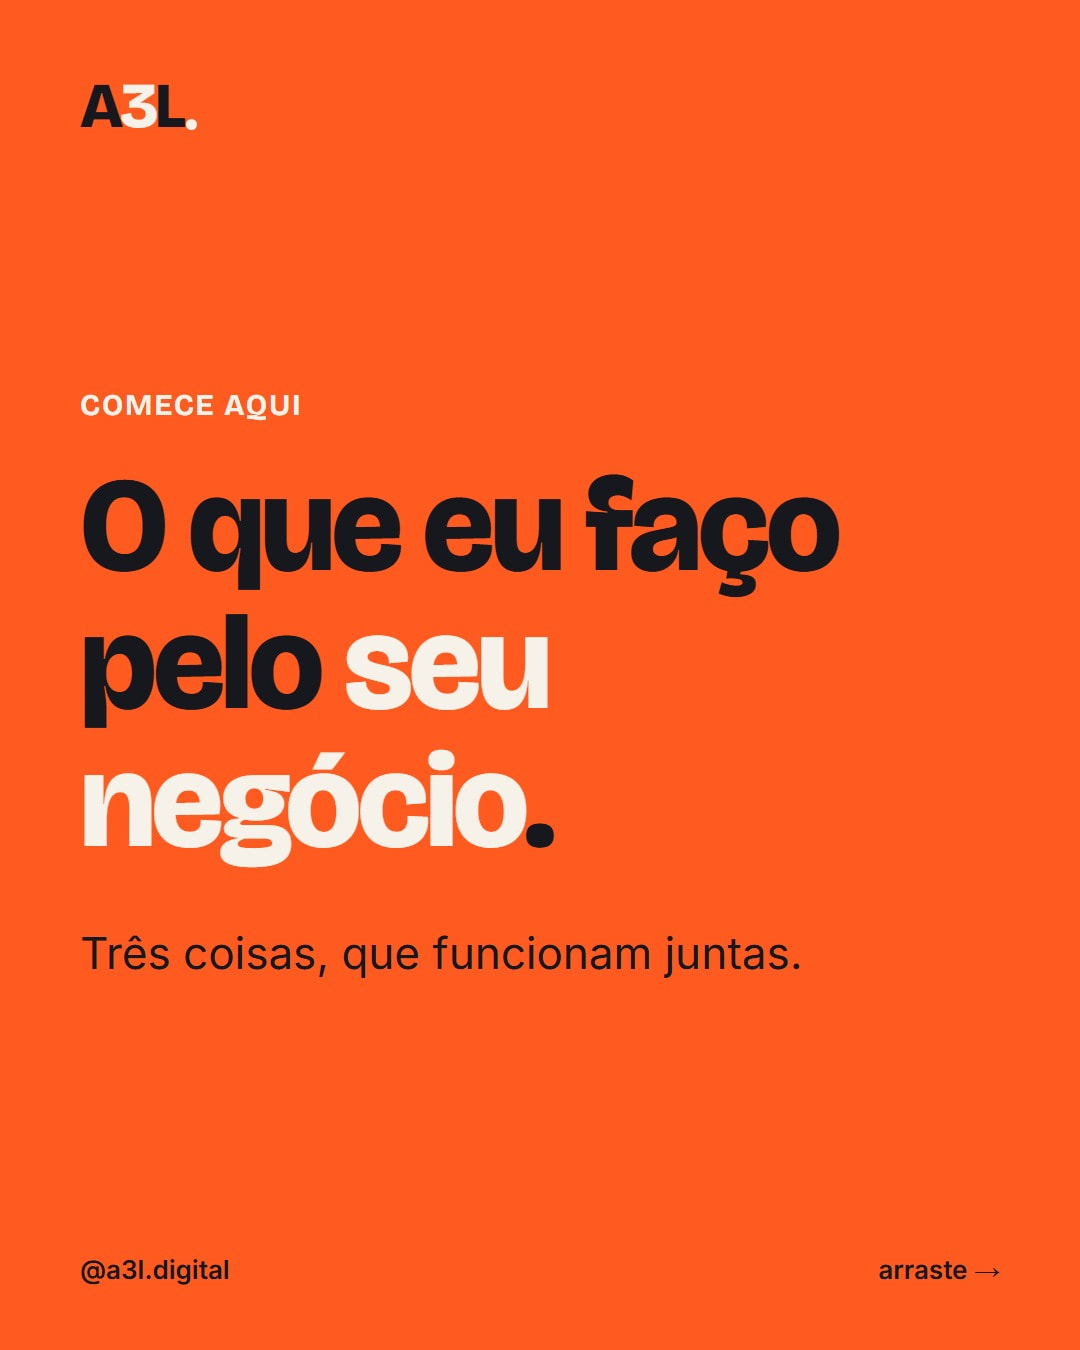 A3L.
COMECE AQUI
O que eu faço
pelo seu
negócio.
Três coisas, que funcionam juntas.
@a3l.digital
arraste →